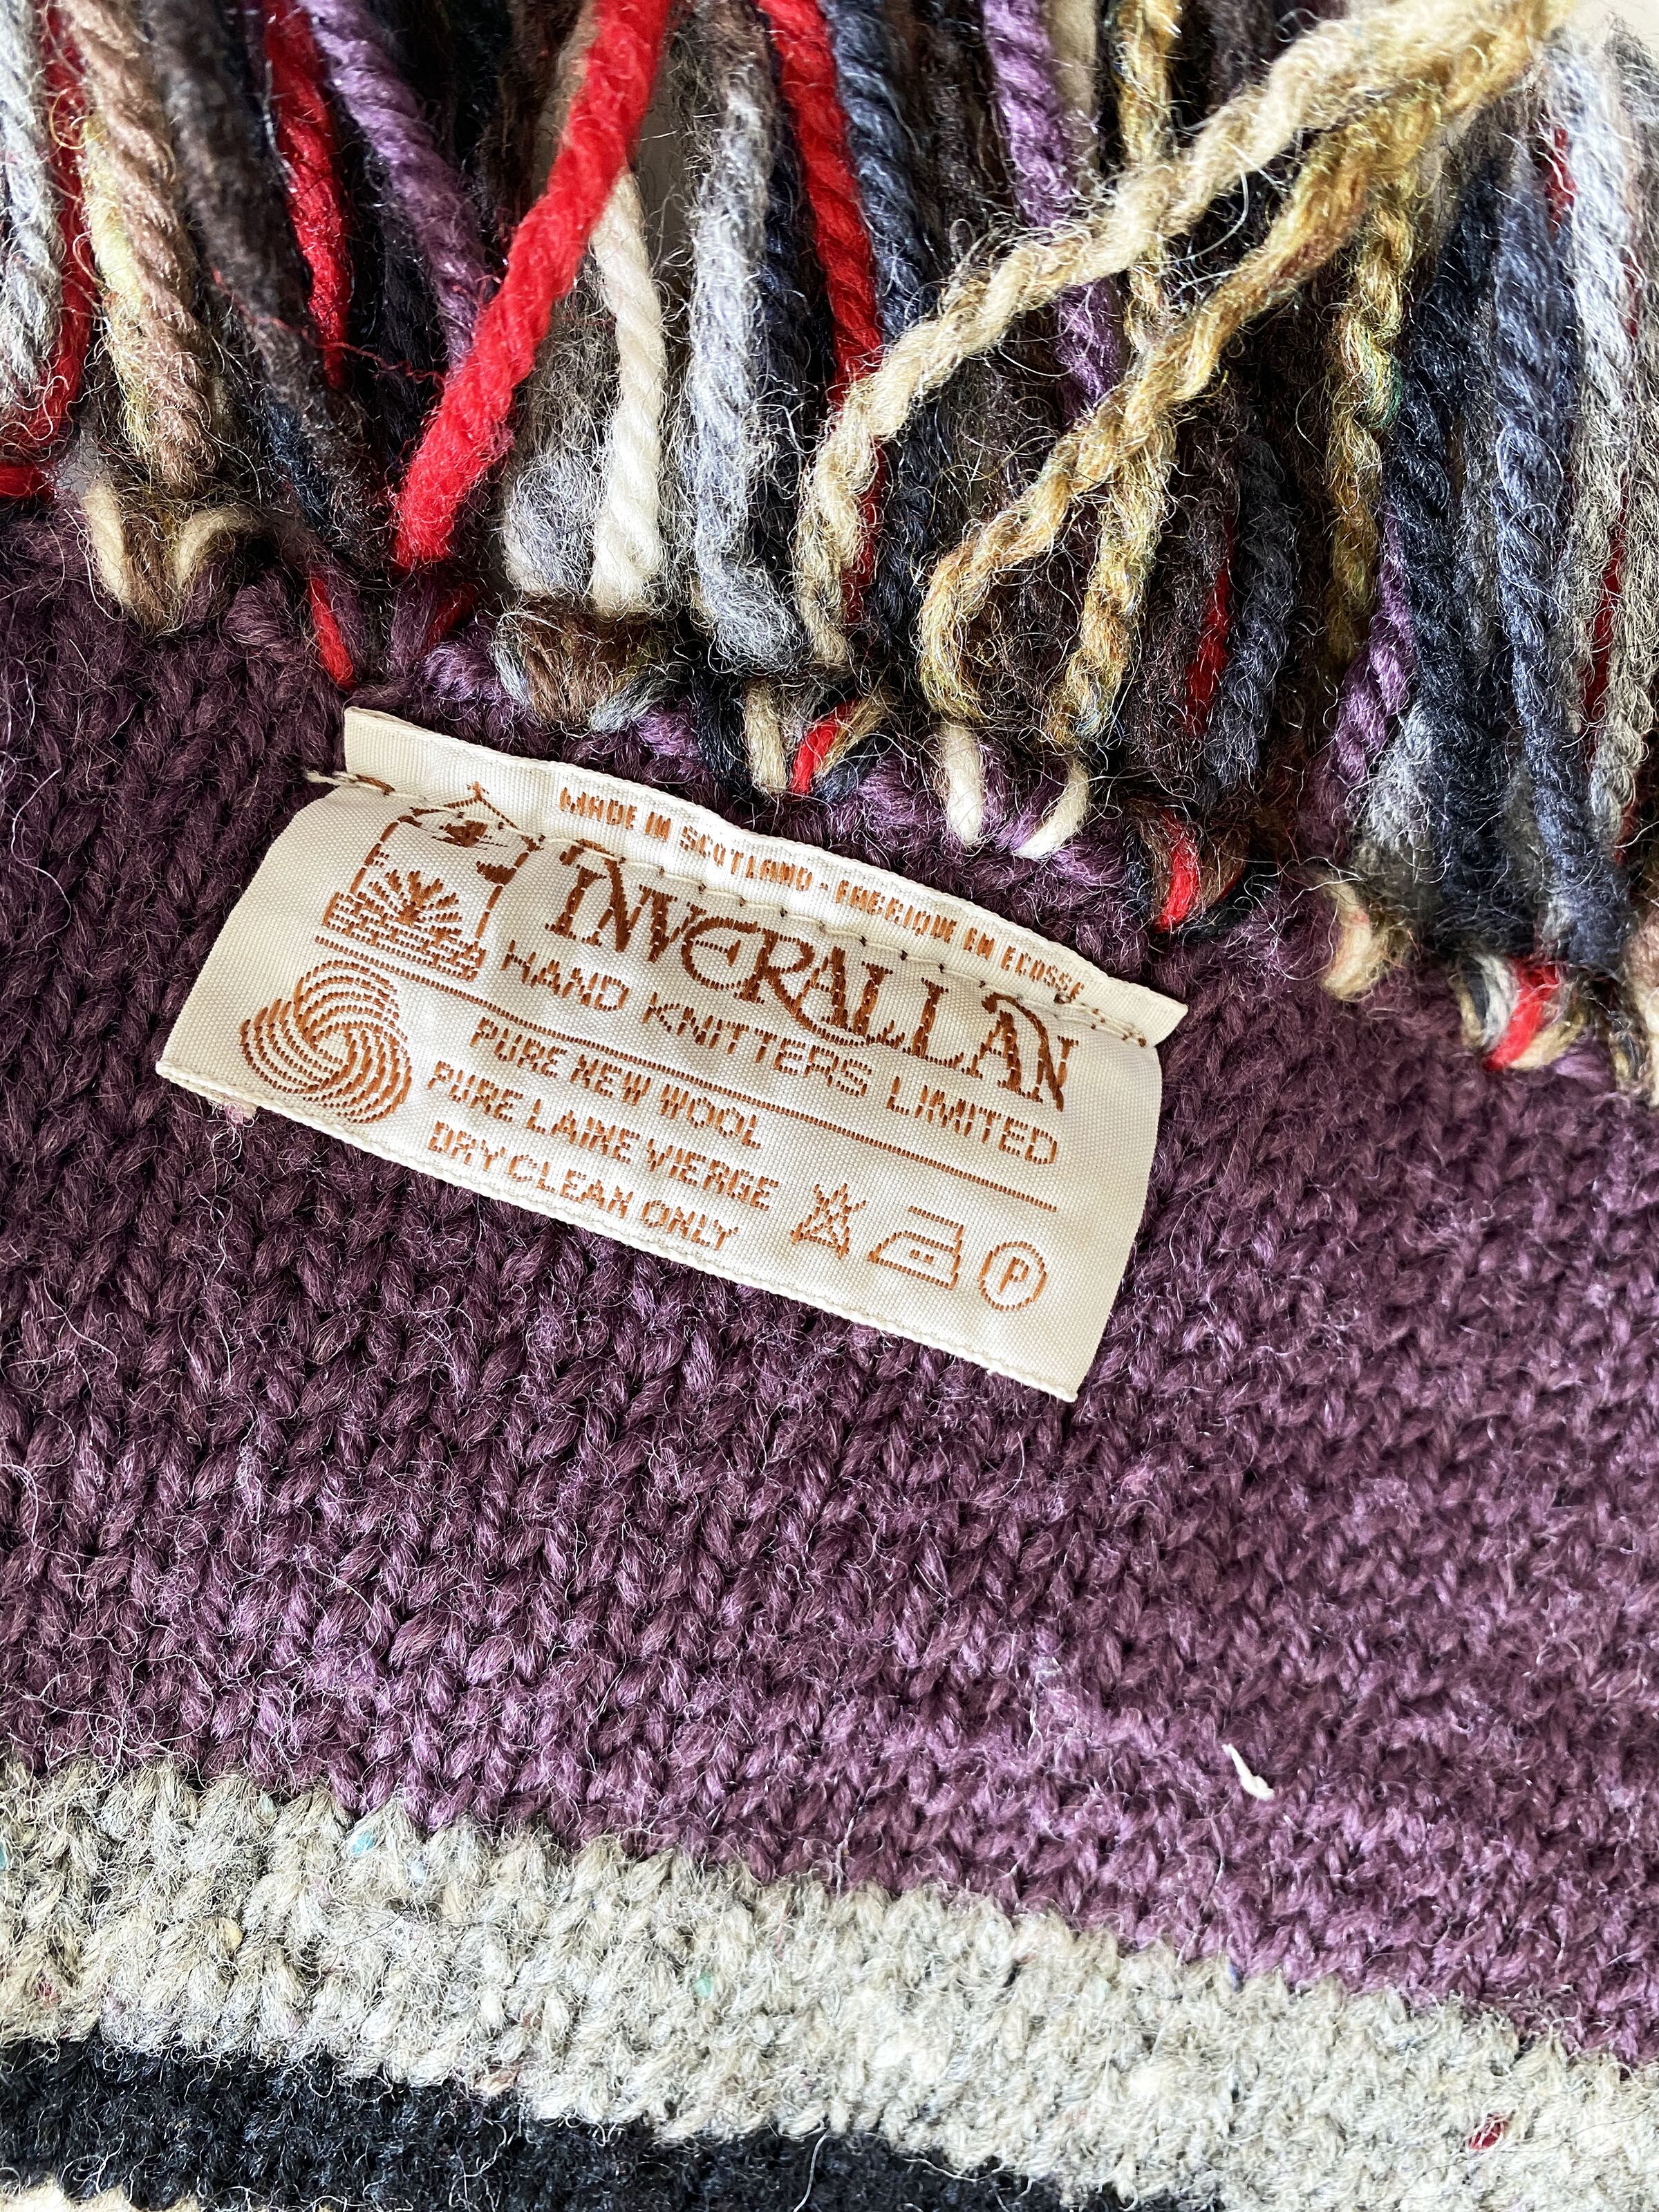 MADE IN SCOTLAND - FABRIQUE EN ECOSSE
INVERALLAN
HAND KNITTERS LIMITED
PURE NEW WOOL
PURE LAINE VIERGE
DRY CLEAN ONLY
P